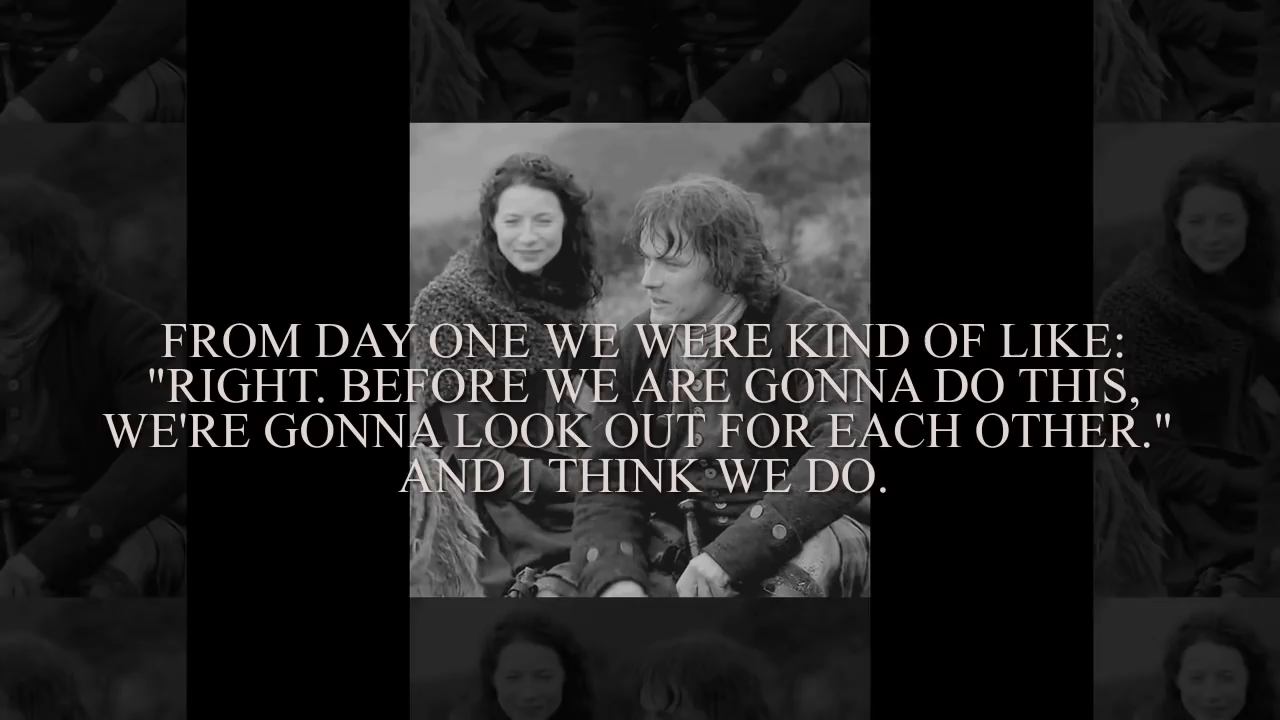 FROM DAY ONE WE WERE KIND OF LIKE:
"RIGHT. BEFORE WE ARE GONNA DO THIS,
WE'RE GONNA LOOK OUT FOR EACH OTHER."
AND I THINK WE DO.